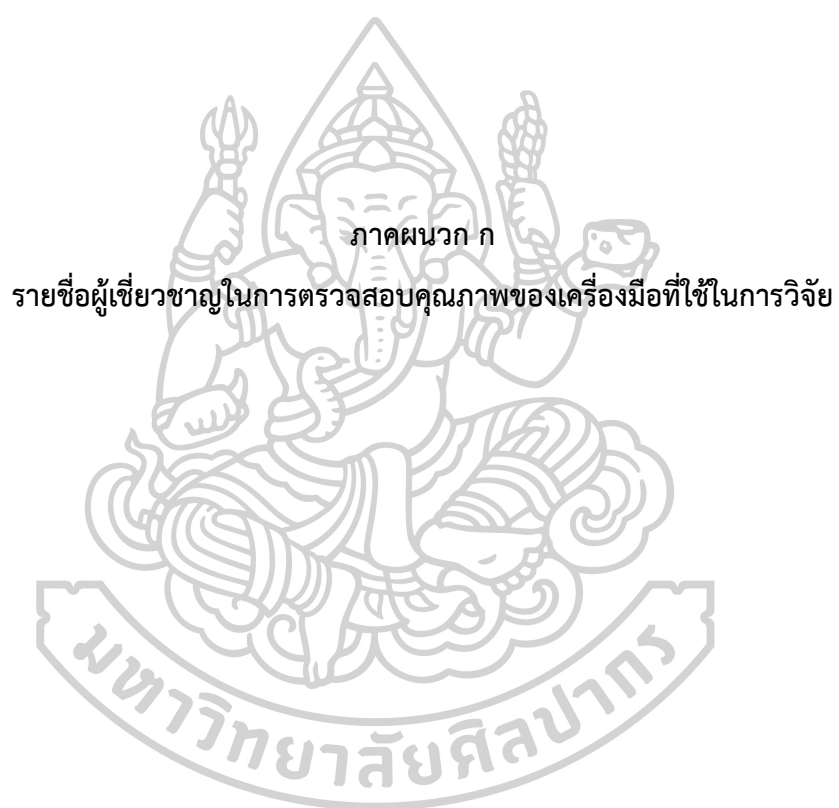 ภาคผนวก ก
รายชื่อผู้เชี่ยวชาญในการตรวจสอบคุณภาพของเครื่องมือที่ใช้ในการวิจัย
มหาวิทยาลัยศิลปากร